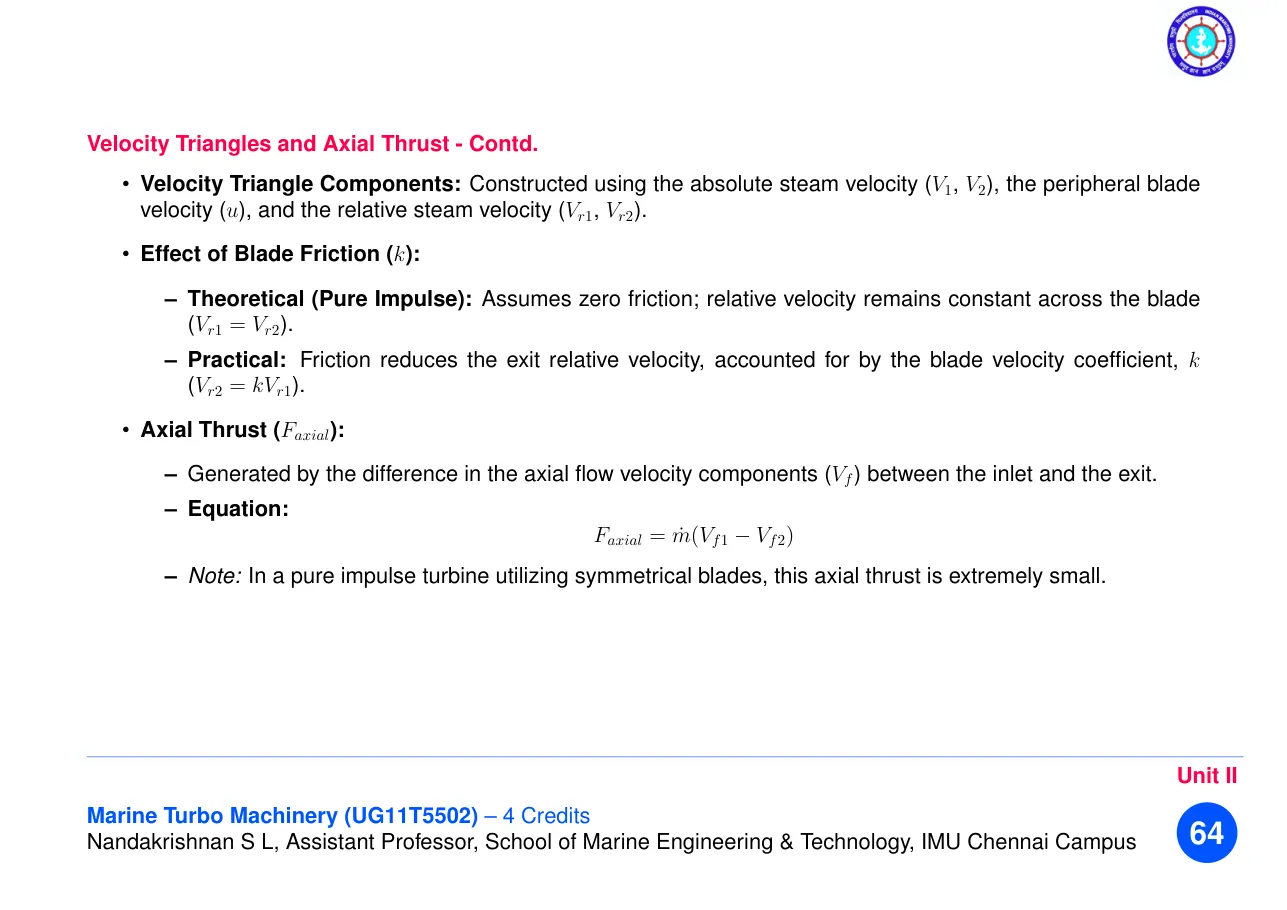 Velocity Triangles and Axial Thrust - Contd.
• Velocity Triangle Components: Constructed using the absolute steam velocity (V1, V2), the peripheral blade
velocity (u), and the relative steam velocity (Vr1, Vr2).
• Effect of Blade Friction (k):
– Theoretical (Pure Impulse): Assumes zero friction; relative velocity remains constant across the blade
(Vr1 = Vr2).
– Practical: Friction reduces the exit relative velocity, accounted for by the blade velocity coefficient, k
(Vr2 = kVr1).
• Axial Thrust (Faxial):
– Generated by the difference in the axial flow velocity components (Vf) between the inlet and the exit.
– Equation:
Faxial = ṁ(Vf1 − Vf2)
– Note: In a pure impulse turbine utilizing symmetrical blades, this axial thrust is extremely small.
Unit II
Marine Turbo Machinery (UG11T5502) – 4 Credits
Nandakrishnan S L, Assistant Professor, School of Marine Engineering & Technology, IMU Chennai Campus
64